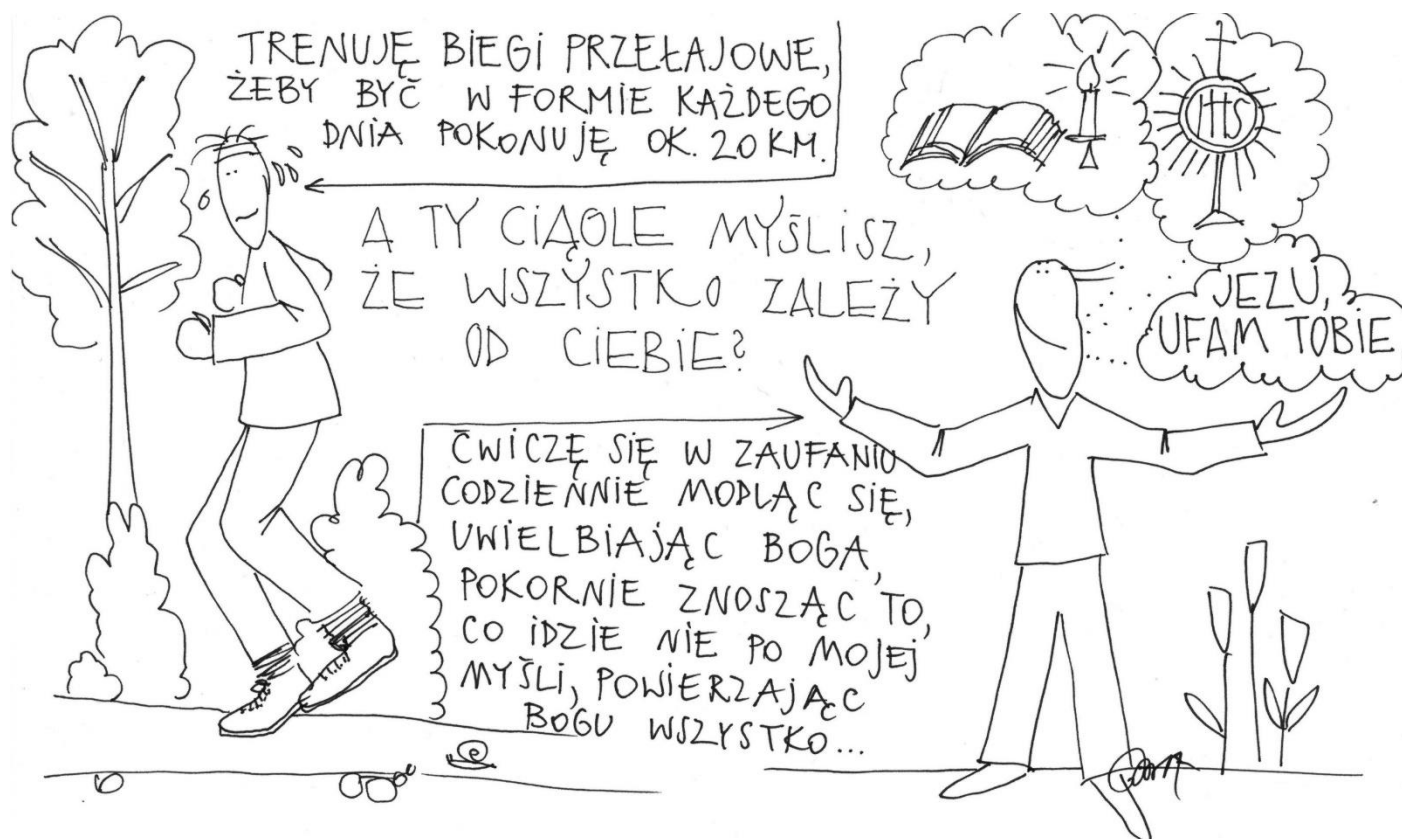 TRENUJĘ BIEGI PRZEŁAJOWE,
ŻEBY BYĆ W FORMIE KAŻDEGO
DNIA POKONUJĘ OK. 20 KM.
A TY CIĄGLE MYŚLISZ,
ŻE WSZYSTKO ZALEŻY
OD CIEBIE?
IHS
JEZU,
UFAM TOBIE
ĆWICZĘ SIĘ W ZAUFANIU
CODZIENNIE MODLĄC SIĘ,
UWIELBIAJĄC BOGA,
POKORNIE ZNOSZĄC TO,
CO IDZIE NIE PO MOJEJ
MYŚLI, POWIERZAJĄC
BOGU WSZYSTKO...